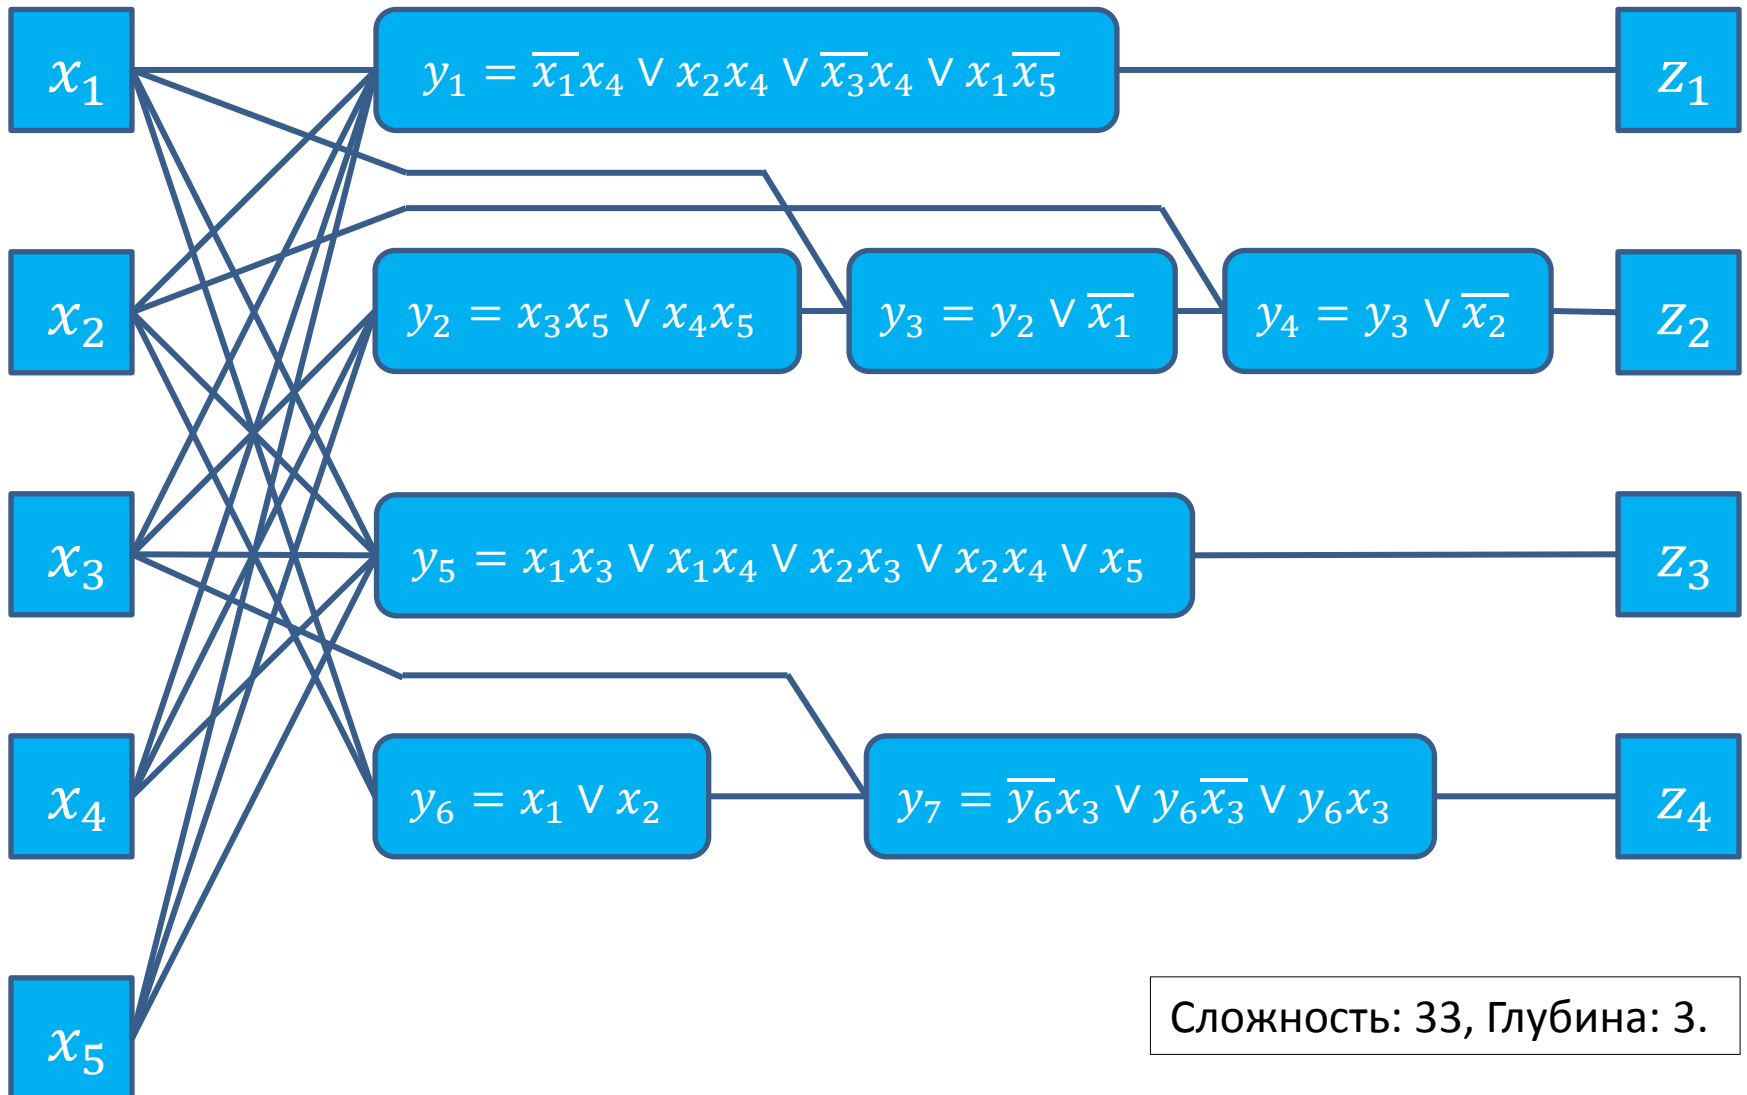 x₁
y₁ = x̅₁x₄ ∨ x₂x₄ ∨ x̅₃x₄ ∨ x₁x̅₅
z₁
x₂
y₂ = x₃x₅ ∨ x₄x₅
y₃ = y₂ ∨ x̅₁
y₄ = y₃ ∨ x̅₂
z₂
x₃
y₅ = x₁x₃ ∨ x₁x₄ ∨ x₂x₃ ∨ x₂x₄ ∨ x₅
z₃
x₄
y₆ = x₁ ∨ x₂
y₇ = y̅₆x₃ ∨ y₆x̅₃ ∨ y₆x₃
z₄
x₅
Сложность: 33, Глубина: 3.